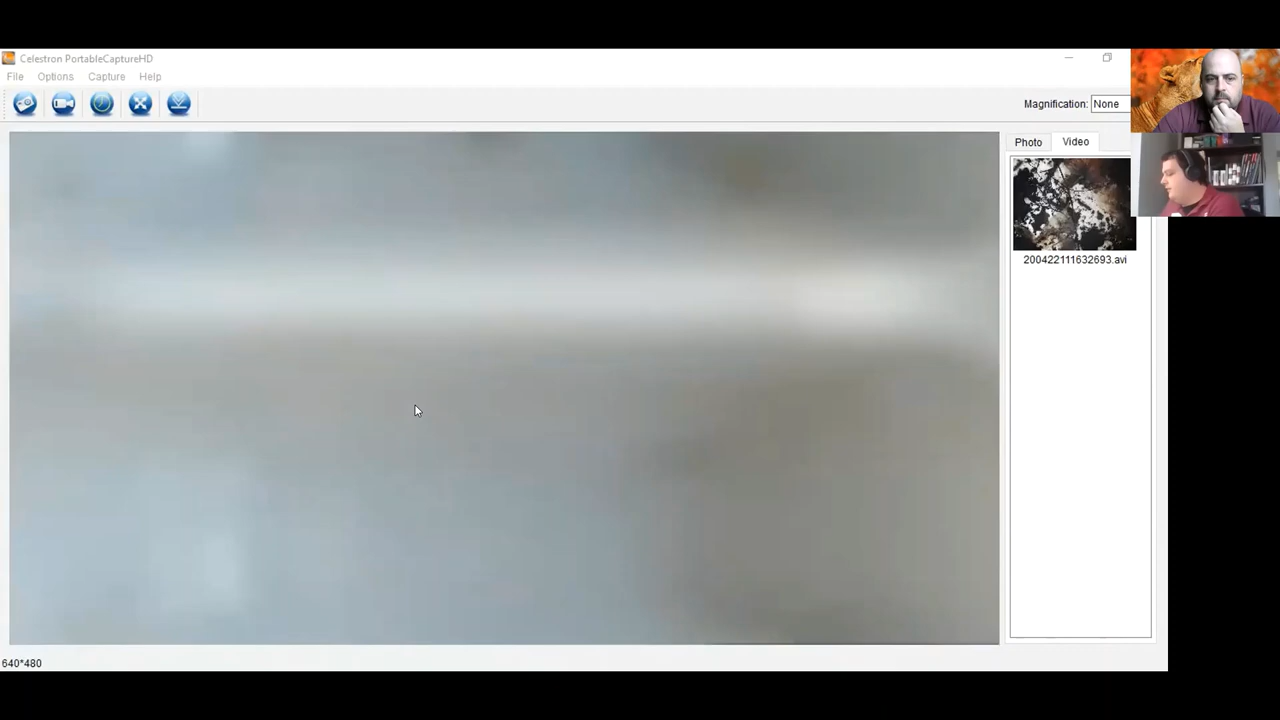 Celestron PortableCaptureHD
File Options Capture Help
Magnification: None
Photo Video
200422111632693.avi
640*480